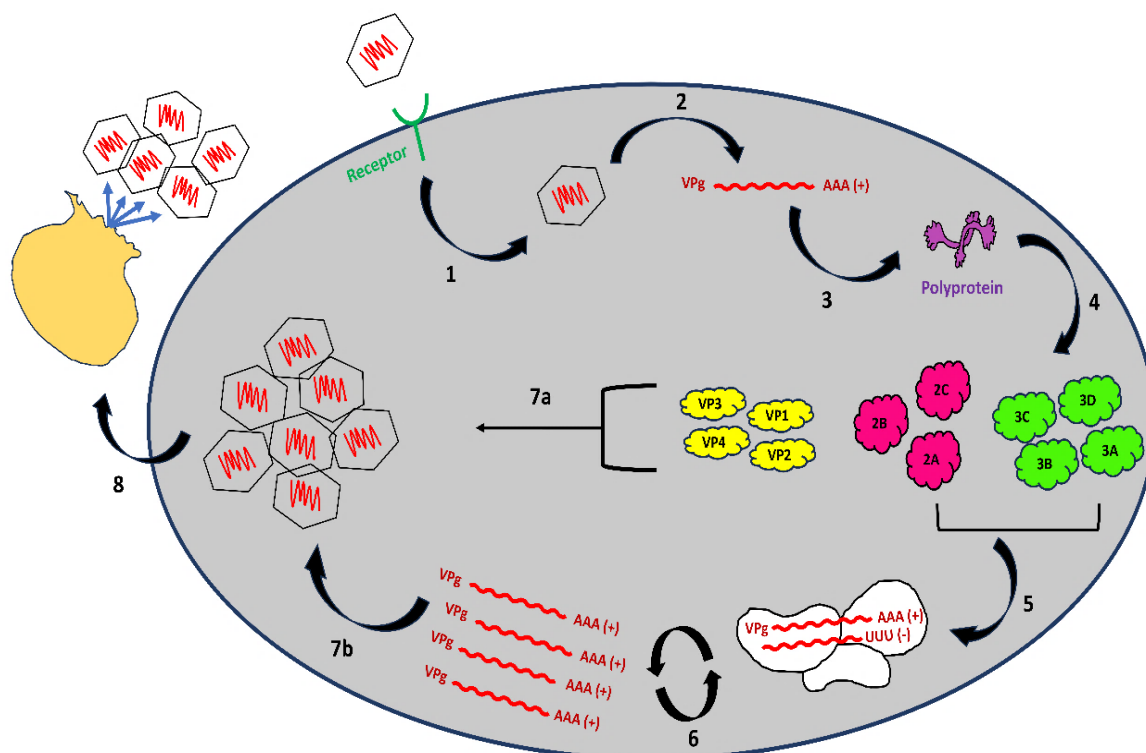 2
Receptor
VPg AAA (+)
1
3
Polyprotein
4
7a
VP3
VP1
VP4
VP2
2C
2B
2A
3D
3C
3A
3B
8
5
VPg AAA (+)
UUU (-)
VPg AAA (+)
VPg AAA (+)
VPg AAA (+)
VPg AAA (+)
7b
6